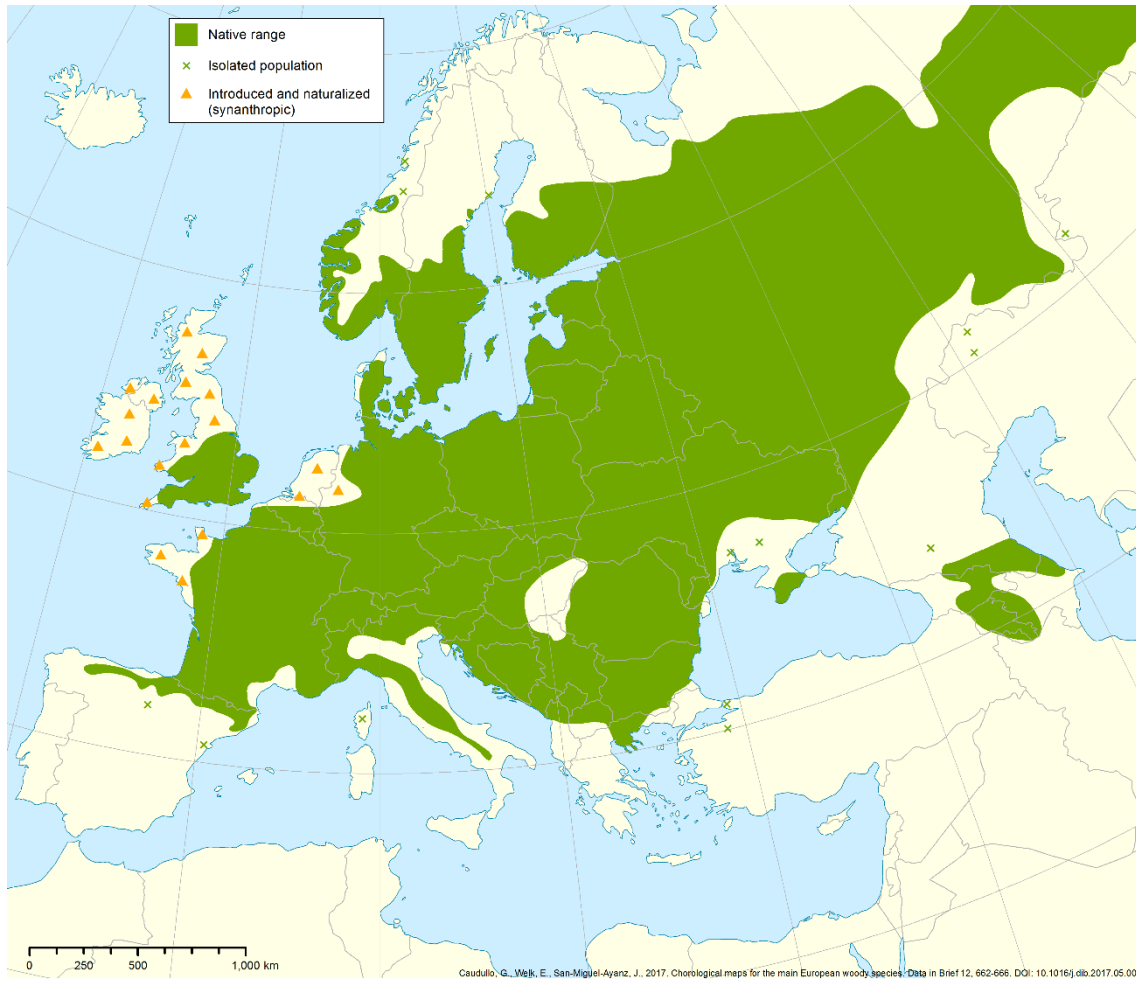 Native range
Isolated population
Introduced and naturalized
(synanthropic)
0 250 500 1,000 km
Caudullo, G., Welk, E., San-Miguel-Ayanz, J., 2017. Chorological maps for the main European woody species. Data in Brief 12, 662-666. DOI: 10.1016/j.dib.2017.05.00